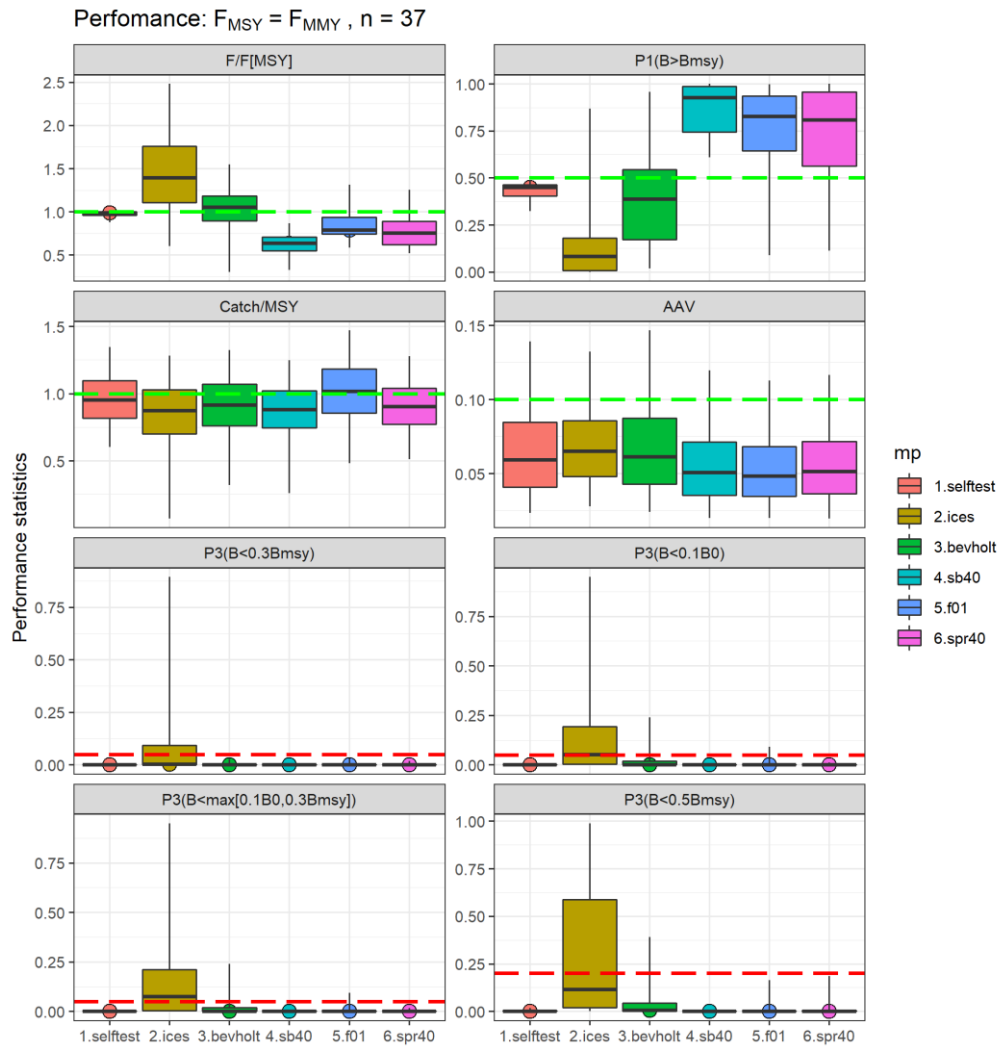 Perfomance: FMSY = FMMY , n = 37
F/F[MSY]
P1(B>Bmsy)
2.5
2.0
1.5
1.0
0.5
1.00
0.75
0.50
0.25
0.00
Catch/MSY
AAV
1.5
1.0
0.5
0.15
0.10
0.05
Performance statistics
P3(B<0.3Bmsy)
P3(B<0.1B0)
0.75
0.50
0.25
0.00
0.75
0.50
0.25
0.00
P3(B<max[0.1B0,0.3Bmsy])
P3(B<0.5Bmsy)
0.75
0.50
0.25
0.00
1.00
0.75
0.50
0.25
0.00
1.selftest 2.ices 3.bevholt 4.sb40 5.f01 6.spr40
1.selftest 2.ices 3.bevholt 4.sb40 5.f01 6.spr40
mp
1.selftest
2.ices
3.bevholt
4.sb40
5.f01
6.spr40